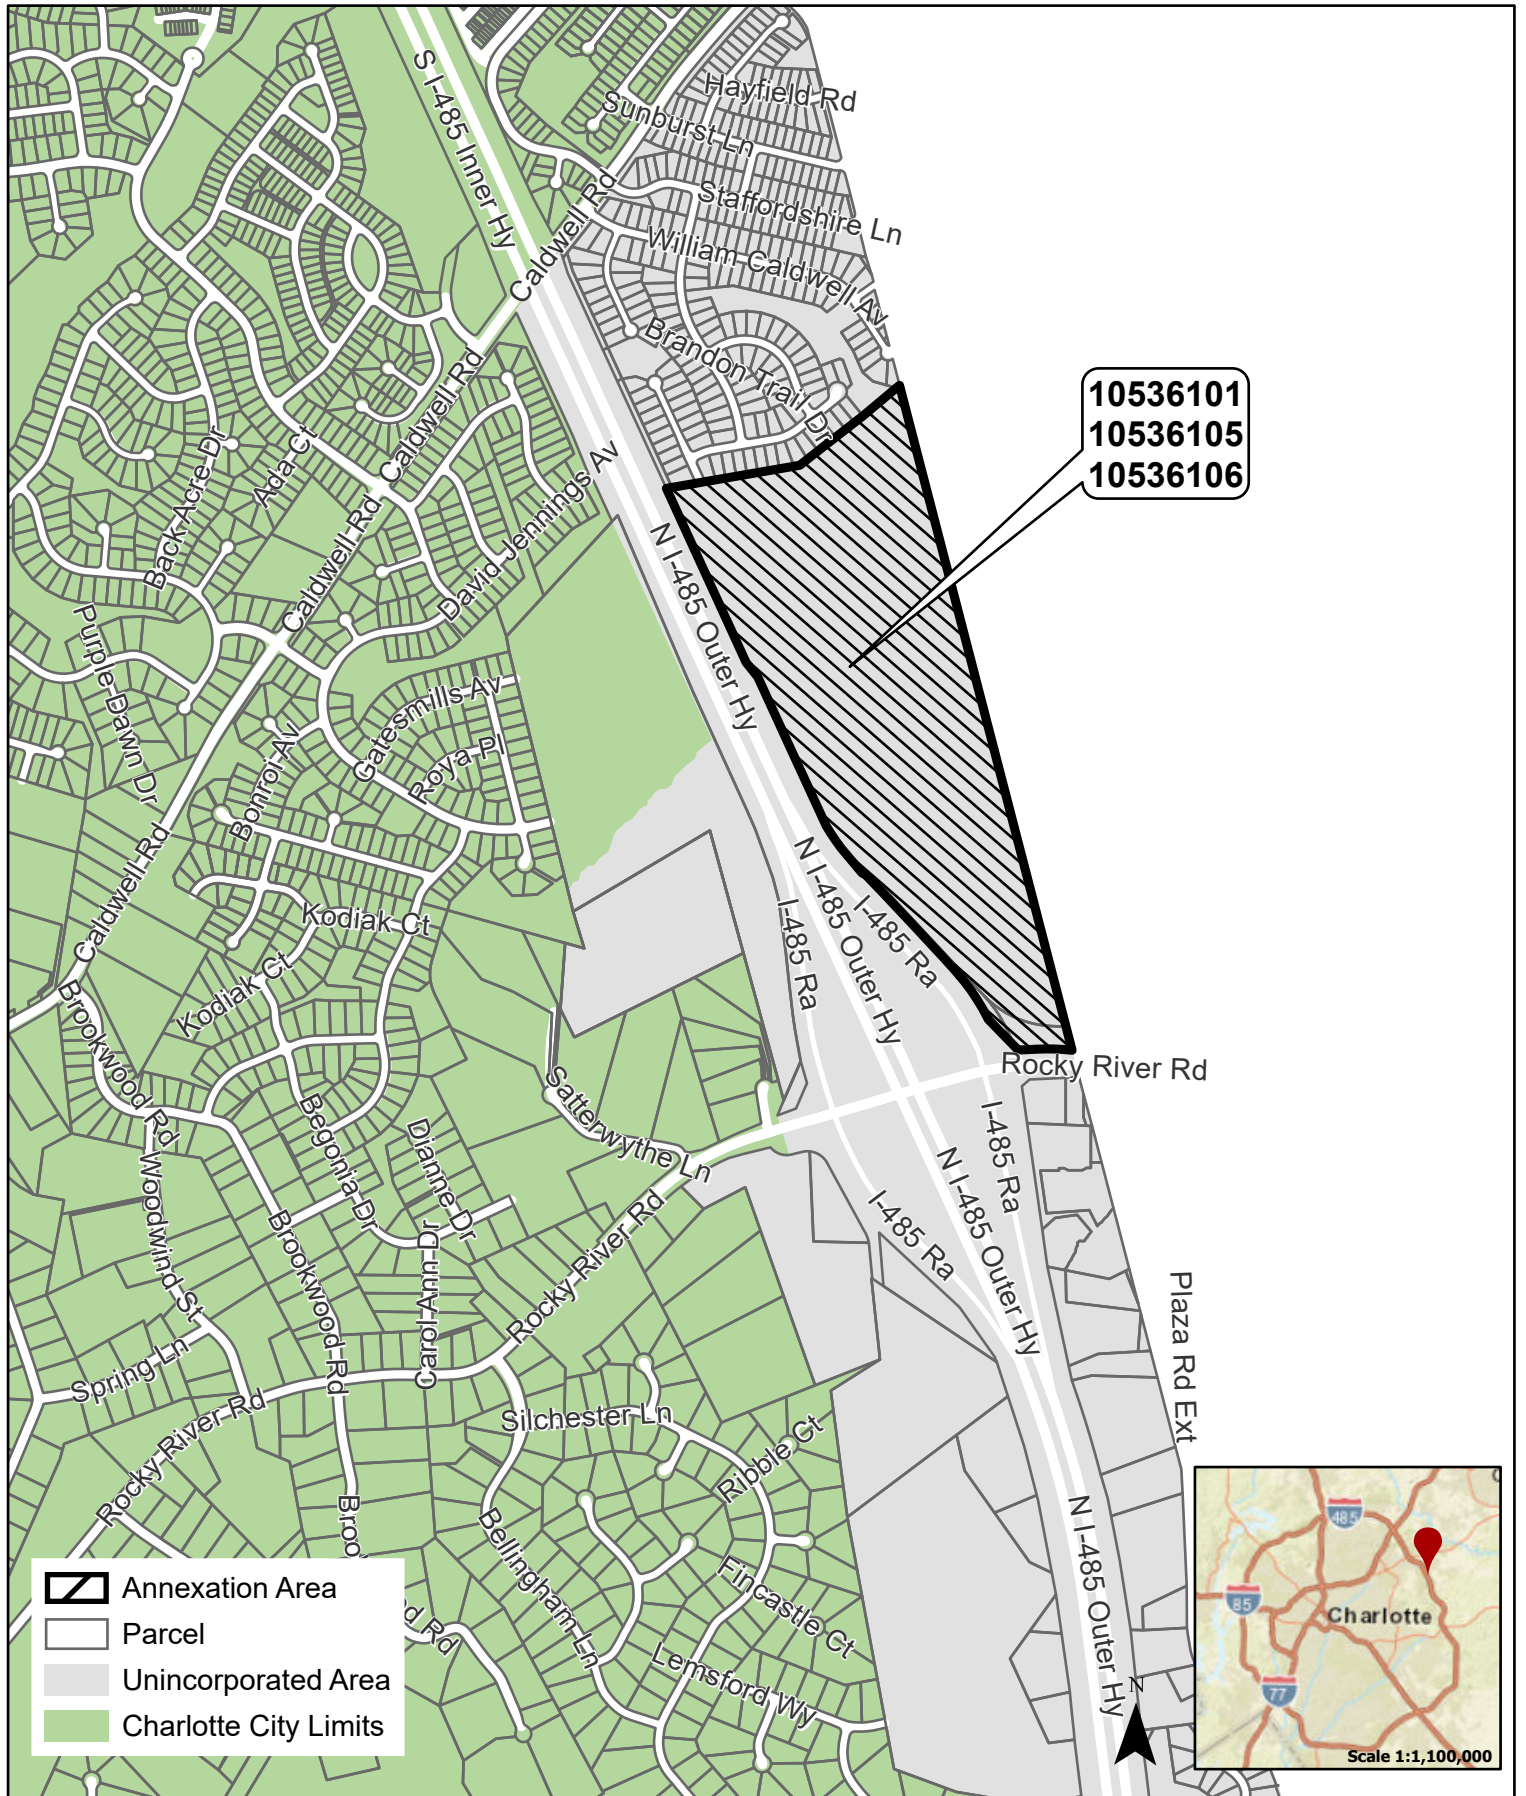 Hayfield Rd
Sunburst Ln
S I-485 Inner Hy
Caldwell Rd
Staffordshire Ln
William Caldwell Av
Brandon Trail Dr
10536101
10536105
10536106
Caldwell Rd
Back Acre Dr
Ada Ct
David Jennings Av
Caldwell Rd
N I-485 Outer Hy
Purple Dawn Dr
Gatesmills Av
Roya Pl
Bonroi Av
Caldwell Rd
Kodiak Ct
N I-485 Outer Hy
I-485 Ra
I-485 Ra
Kodiak Ct
Brookwood Rd
Rocky River Rd
Satterwythe Ln
Begonia Dr
Dianne Dr
I-485 Ra
N I-485 Outer Hy
Woodwind St
Brookwood Rd
Carol Ann Dr
Rocky River Rd
I-485 Ra
Plaza Rd Ext
Spring Ln
Rocky River Rd
Silchester Ln
Ribble Ct
Bellingham Ln
Fincastle Ct
N I-485 Outer Hy
Lemsford Wy
Broo
d Rd
Annexation Area
Parcel
Unincorporated Area
Charlotte City Limits
N
485
85
Charlotte
77
Scale 1:1,100,000